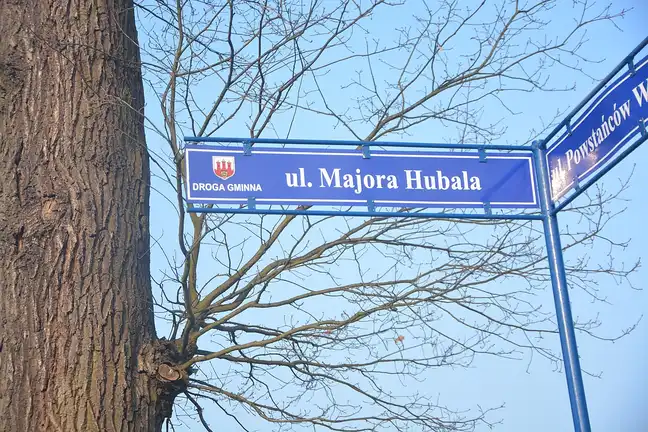 DROGA GMINNA
ul. Majora Hubala
ul. Powstańców